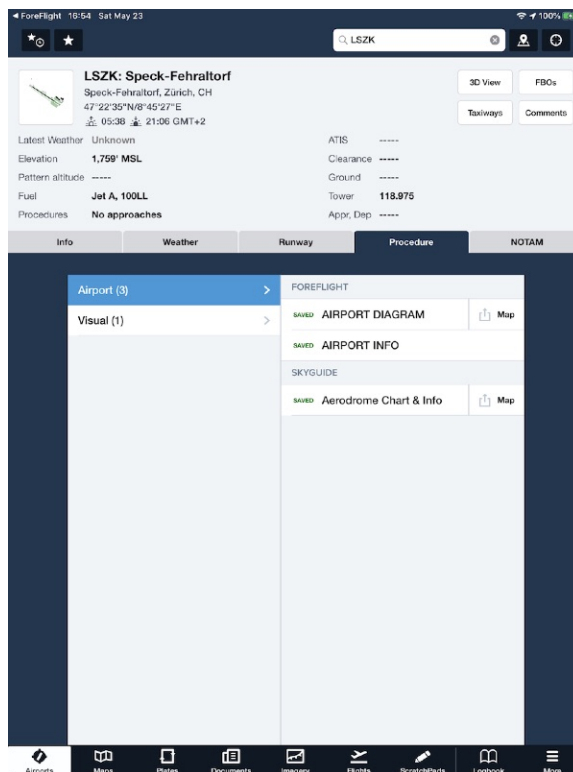 ForeFlight 16:54 Sat May 23 100%
LSZK
LSZK: Speck-Fehraltorf
Speck-Fehraltorf, Zürich, CH
47°22'35"N/8°45'27"E
05:38 21:06 GMT+2
3D View FBOs
Taxiways Comments
Latest Weather Unknown ATIS -----
Elevation 1,759' MSL Clearance -----
Pattern altitude ----- Ground -----
Fuel Jet A, 100LL Tower 118.975
Procedures No approaches Appr, Dep -----
Info Weather Runway Procedure NOTAM
Airport (3) FOREFLIGHT
SAVED AIRPORT DIAGRAM Map
Visual (1)
SAVED AIRPORT INFO
SKYGUIDE
SAVED Aerodrome Chart & Info Map
Airports Maps Plates Documents Imagery Flights ScratchPads Logbook More